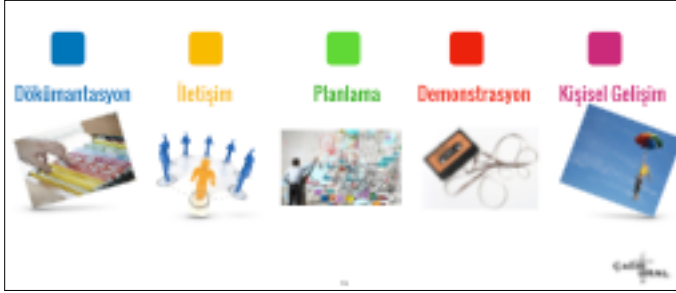 Dökümantasyon
İletişim
Planlama
Demonstrasyon
Kişisel Gelişim